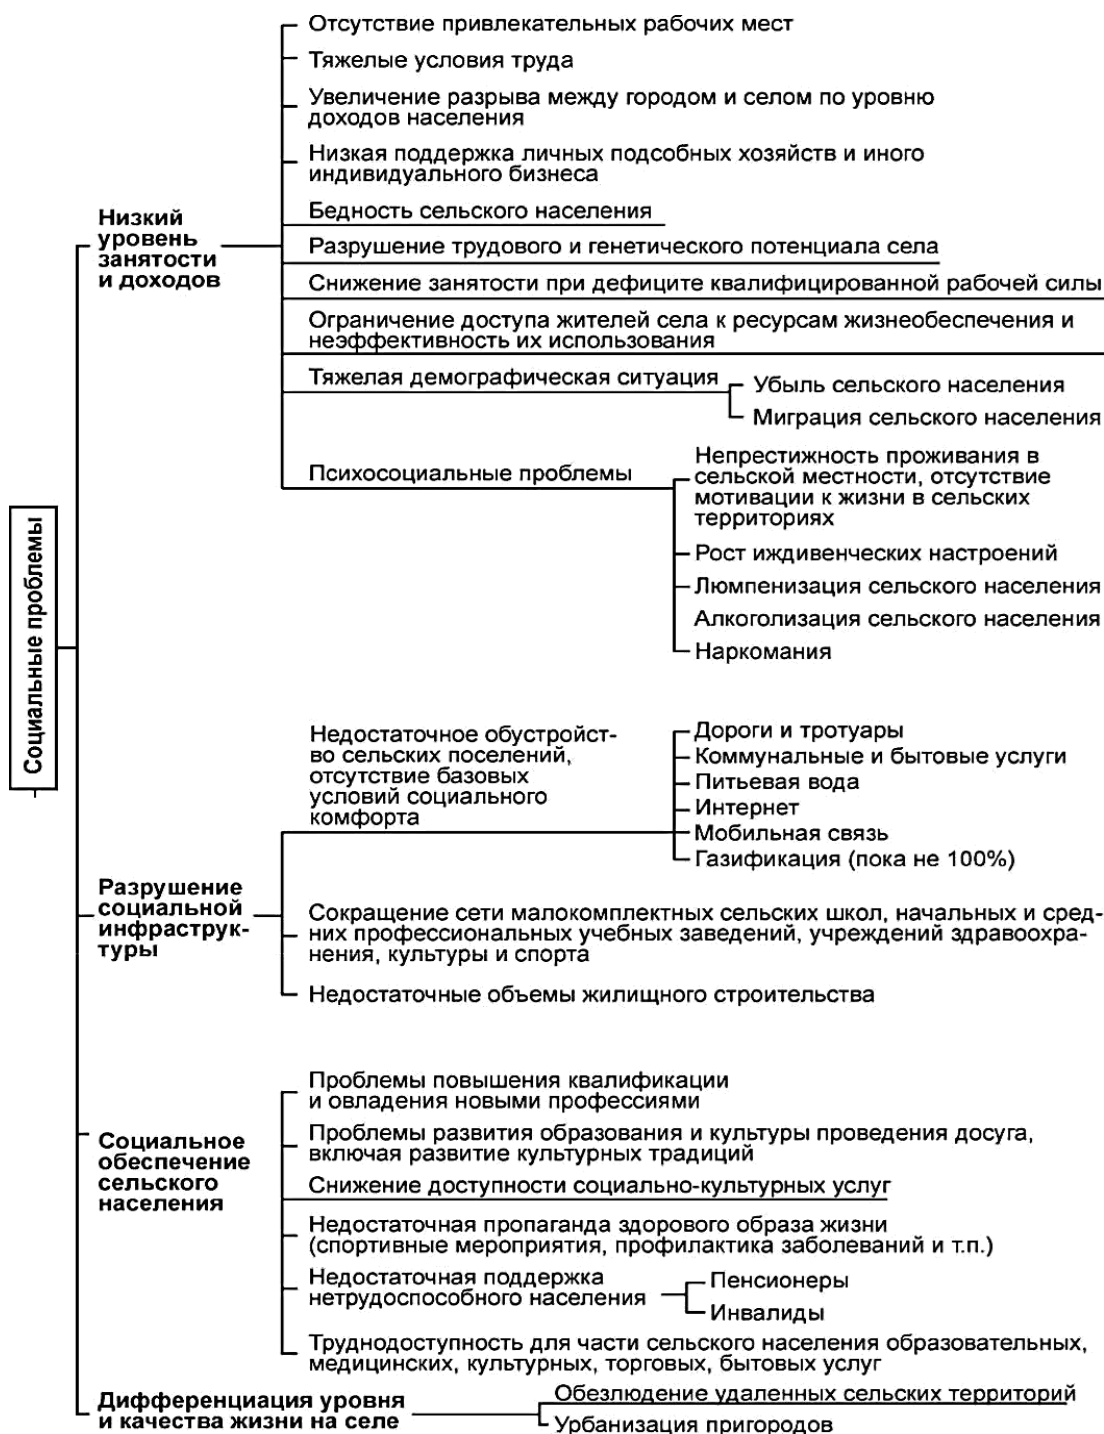 Социальные проблемы
Низкий
уровень
занятости
и доходов
Отсутствие привлекательных рабочих мест
Тяжелые условия труда
Увеличение разрыва между городом и селом по уровню
доходов населения
Низкая поддержка личных подсобных хозяйств и иного
индивидуального бизнеса
Бедность сельского населения
Разрушение трудового и генетического потенциала села
Снижение занятости при дефиците квалифицированной рабочей силы
Ограничение доступа жителей села к ресурсам жизнеобеспечения и
неэффективность их использования
Тяжелая демографическая ситуация
Убыль сельского населения
Миграция сельского населения
Психосоциальные проблемы
Непрестижность проживания в
сельской местности, отсутствие
мотивации к жизни в сельских
территориях
Рост иждивенческих настроений
Люмпенизация сельского населения
Алкоголизация сельского населения
Наркомания
Разрушение
социальной
инфраструк-
туры
Недостаточное обустройст-
во сельских поселений,
отсутствие базовых
условий социального
комфорта
Дороги и тротуары
Коммунальные и бытовые услуги
Питьевая вода
Интернет
Мобильная связь
Газификация (пока не 100%)
Сокращение сети малокомплектных сельских школ, начальных и сред-
них профессиональных учебных заведений, учреждений здравоохра-
нения, культуры и спорта
Недостаточные объемы жилищного строительства
Социальное
обеспечение
сельского
населения
Проблемы повышения квалификации
и овладения новыми профессиями
Проблемы развития образования и культуры проведения досуга,
включая развитие культурных традиций
Снижение доступности социально-культурных услуг
Недостаточная пропаганда здорового образа жизни
(спортивные мероприятия, профилактика заболеваний и т.п.)
Недостаточная поддержка
нетрудоспособного населения
Пенсионеры
Инвалиды
Труднодоступность для части сельского населения образовательных,
медицинских, культурных, торговых, бытовых услуг
Дифференциация уровня
и качества жизни на селе
Обезлюдение удаленных сельских территорий
Урбанизация пригородов